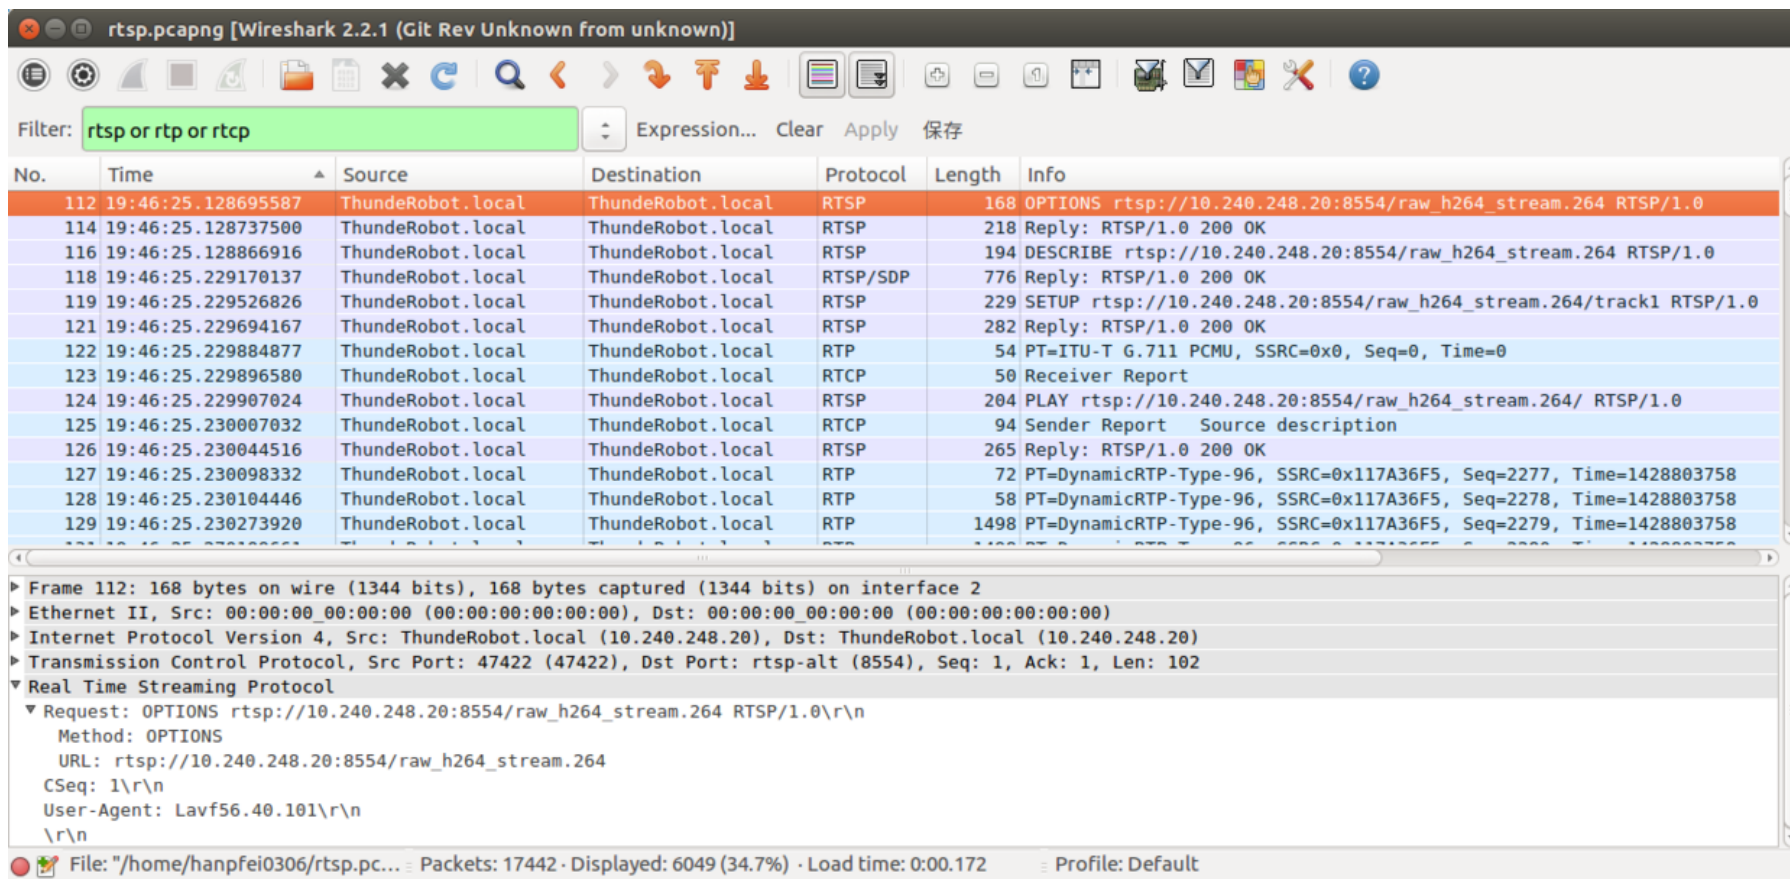 rtsp.pcapng [Wireshark 2.2.1 (Git Rev Unknown from unknown)]
Filter: rtsp or rtp or rtcp Expression... Clear Apply 保存
No. Time Source Destination Protocol Length Info
112 19:46:25.128695587 ThundeRobot.local ThundeRobot.local RTSP 168 OPTIONS rtsp://10.240.248.20:8554/raw_h264_stream.264 RTSP/1.0
114 19:46:25.128737500 ThundeRobot.local ThundeRobot.local RTSP 218 Reply: RTSP/1.0 200 OK
116 19:46:25.128866916 ThundeRobot.local ThundeRobot.local RTSP 194 DESCRIBE rtsp://10.240.248.20:8554/raw_h264_stream.264 RTSP/1.0
118 19:46:25.229170137 ThundeRobot.local ThundeRobot.local RTSP/SDP 776 Reply: RTSP/1.0 200 OK
119 19:46:25.229526826 ThundeRobot.local ThundeRobot.local RTSP 229 SETUP rtsp://10.240.248.20:8554/raw_h264_stream.264/track1 RTSP/1.0
121 19:46:25.229694167 ThundeRobot.local ThundeRobot.local RTSP 282 Reply: RTSP/1.0 200 OK
122 19:46:25.229884877 ThundeRobot.local ThundeRobot.local RTP 54 PT=ITU-T G.711 PCMU, SSRC=0x0, Seq=0, Time=0
123 19:46:25.229896580 ThundeRobot.local ThundeRobot.local RTCP 50 Receiver Report
124 19:46:25.229907024 ThundeRobot.local ThundeRobot.local RTSP 204 PLAY rtsp://10.240.248.20:8554/raw_h264_stream.264/ RTSP/1.0
125 19:46:25.230007032 ThundeRobot.local ThundeRobot.local RTCP 94 Sender Report Source description
126 19:46:25.230044516 ThundeRobot.local ThundeRobot.local RTSP 265 Reply: RTSP/1.0 200 OK
127 19:46:25.230098332 ThundeRobot.local ThundeRobot.local RTP 72 PT=DynamicRTP-Type-96, SSRC=0x117A36F5, Seq=2277, Time=1428803758
128 19:46:25.230104446 ThundeRobot.local ThundeRobot.local RTP 58 PT=DynamicRTP-Type-96, SSRC=0x117A36F5, Seq=2278, Time=1428803758
129 19:46:25.230273920 ThundeRobot.local ThundeRobot.local RTP 1498 PT=DynamicRTP-Type-96, SSRC=0x117A36F5, Seq=2279, Time=1428803758
Frame 112: 168 bytes on wire (1344 bits), 168 bytes captured (1344 bits) on interface 2
Ethernet II, Src: 00:00:00_00:00:00 (00:00:00:00:00:00), Dst: 00:00:00_00:00:00 (00:00:00:00:00:00)
Internet Protocol Version 4, Src: ThundeRobot.local (10.240.248.20), Dst: ThundeRobot.local (10.240.248.20)
Transmission Control Protocol, Src Port: 47422 (47422), Dst Port: rtsp-alt (8554), Seq: 1, Ack: 1, Len: 102
Real Time Streaming Protocol
Request: OPTIONS rtsp://10.240.248.20:8554/raw_h264_stream.264 RTSP/1.0\r\n
Method: OPTIONS
URL: rtsp://10.240.248.20:8554/raw_h264_stream.264
CSeq: 1\r\n
User-Agent: Lavf56.40.101\r\n
\r\n
File: "/home/hanpfei0306/rtsp.pc... Packets: 17442 · Displayed: 6049 (34.7%) · Load time: 0:00.172 Profile: Default